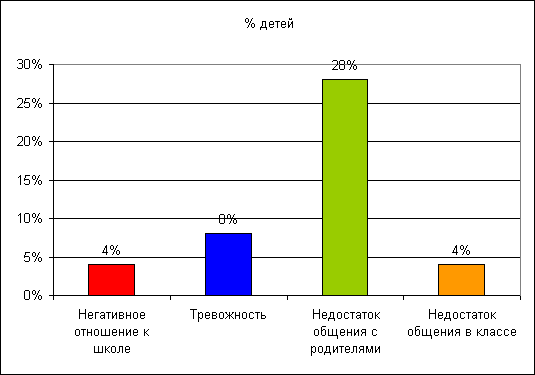 % детей
30%
25%
20%
15%
10%
5%
0%
4%
8%
28%
4%
Негативное
отношение к
школе
Тревожность
Недостаток
общения с
родителями
Недостаток
общения в классе